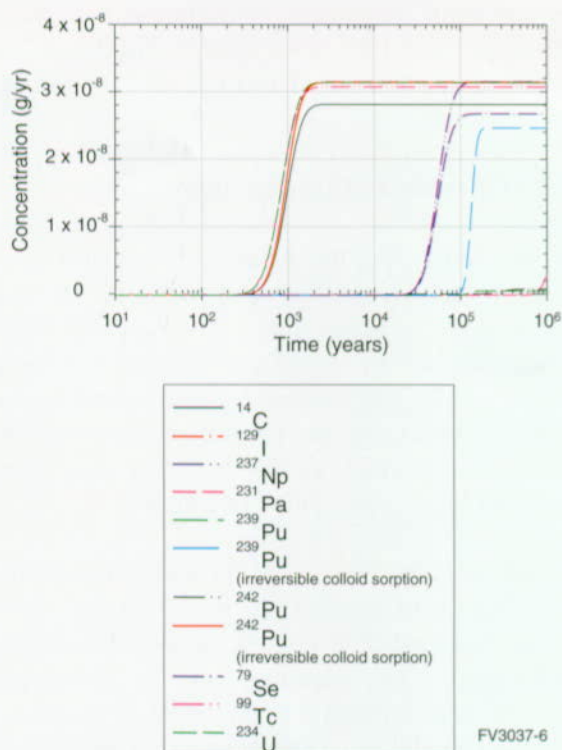 4 x 10-8
3 x 10-8
2 x 10-8
1 x 10-8
0
Concentration (g/yr)
10¹ 10² 10³ 10⁴ 10⁵ 10⁶
Time (years)
14C
129I
237Np
231Pa
239Pu
239Pu
(irreversible colloid sorption)
242Pu
242Pu
(irreversible colloid sorption)
79Se
99Tc
234U
FV3037-6